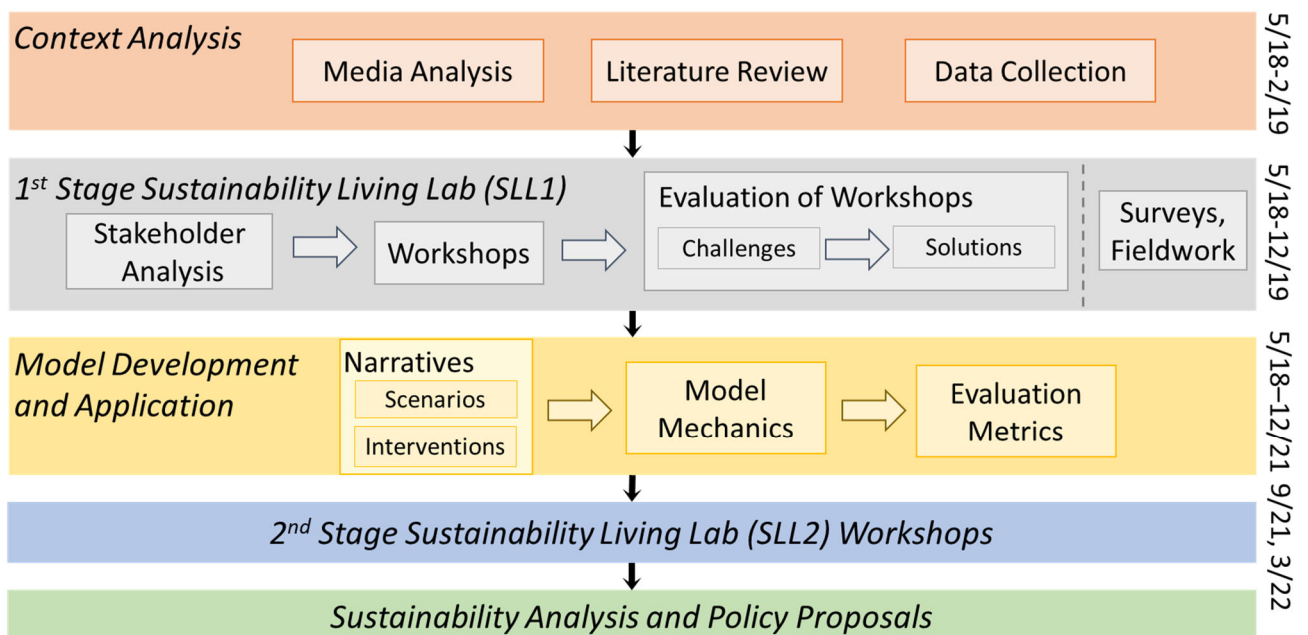 Context Analysis
Media Analysis
Literature Review
Data Collection
5/18-2/19
1st Stage Sustainability Living Lab (SLL1)
Stakeholder
Analysis
Workshops
Evaluation of Workshops
Challenges
Solutions
Surveys,
Fieldwork
5/18-12/19
Model Development
and Application
Narratives
Scenarios
Interventions
Model
Mechanics
Evaluation
Metrics
5/18–12/21
2nd Stage Sustainability Living Lab (SLL2) Workshops
9/21, 3/22
Sustainability Analysis and Policy Proposals